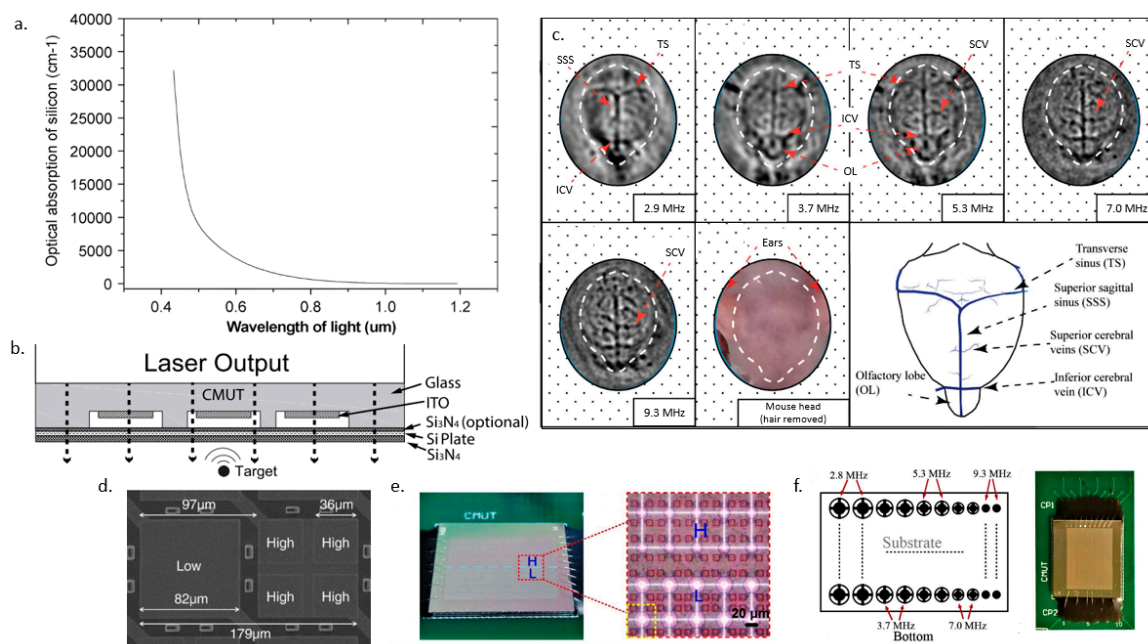 a.
40000
35000
30000
25000
20000
15000
10000
5000
0
Optical absorption of silicon (cm-1)
0.4
0.6
0.8
1.0
1.2
Wavelength of light (um)
b.
Laser Output
CMUT
Glass
ITO
Si3N4 (optional)
Si Plate
Si3N4
Target
c.
SSS
TS
ICV
2.9 MHz
TS
ICV
OL
3.7 MHz
SCV
5.3 MHz
SCV
7.0 MHz
SCV
9.3 MHz
Ears
Mouse head
(hair removed)
Transverse
sinus (TS)
Superior sagittal
sinus (SSS)
Superior cerebral
veins (SCV)
Olfactory lobe
(OL)
Inferior cerebral
vein (ICV)
d.
97μm
36μm
Low
High
High
High
High
82μm
179μm
e.
CMUT
H
L
H
L
20 μm
f.
2.8 MHz
5.3 MHz
9.3 MHz
Substrate
3.7 MHz
7.0 MHz
Bottom
CP1
CMUT
CP2